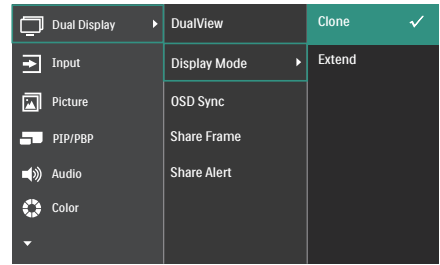 Dual Display
Input
Picture
PIP/PBP
Audio
Color
DualView
Display Mode
OSD Sync
Share Frame
Share Alert
Clone
Extend